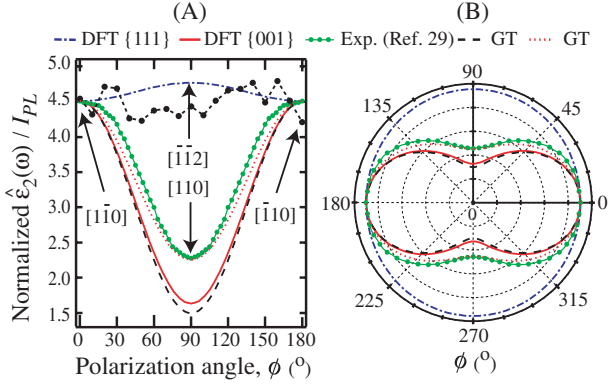 (A) (B)
DFT {111} DFT {001} Exp. (Ref. 29) GT GT
Normalized ε̂₂(ω) / I_PL
5.0
4.5
4.0
3.5
3.0
2.5
2.0
1.5
[1̄1̄2]
[110]
[11̄0]
[1̄10]
0 30 60 90 120 150 180
Polarization angle, ϕ (°)
90
135 45
180 0 0
225 315
270
ϕ (°)